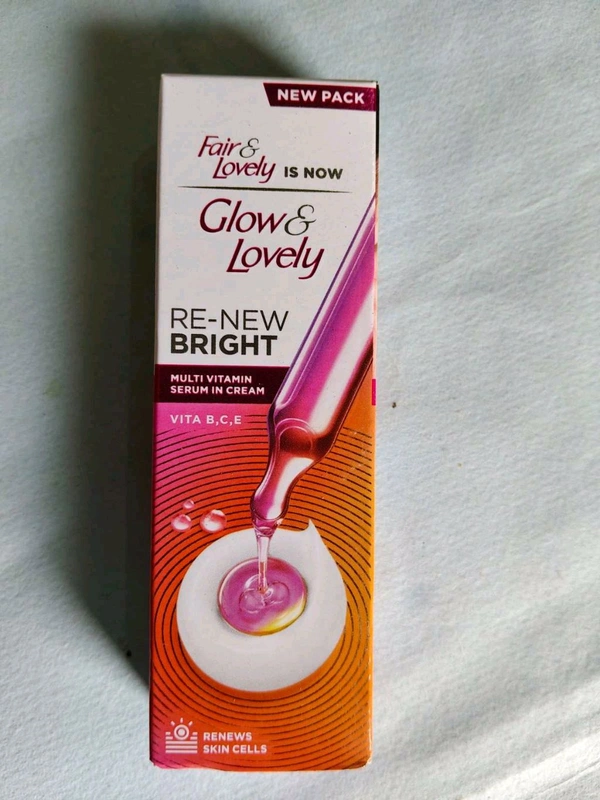 NEW PACK
Fair &
Lovely IS NOW
Glow &
Lovely
RE-NEW
BRIGHT
MULTI VITAMIN
SERUM IN CREAM
VITA B,C,E
RENEWS
SKIN CELLS